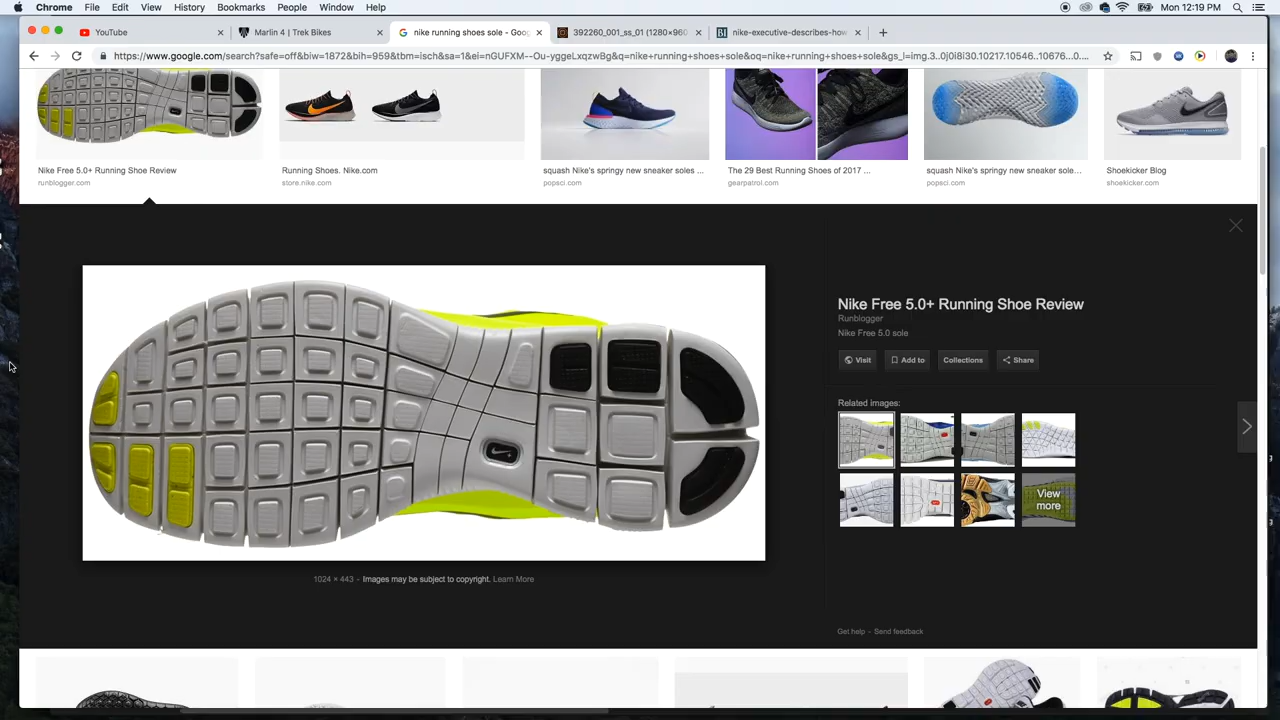 Chrome File Edit View History Bookmarks People Window Help Mon 12:19 PM
YouTube Marlin 4 | Trek Bikes nike running shoes sole - Goo 392260_001_ss_01 (1280×960 nike-executive-describes-how
https://www.google.com/search?safe=off&biw=1872&bih=959&tbm=isch&sa=1&ei=nGUFXM--Ou-yggeLxqzwBg&q=nike+running+shoes+sole&oq=nike+running+shoes+sole&gs_l=img.3..0j0i8i30.10217.10546..10676...0....
Nike Free 5.0+ Running Shoe Review
runblogger.com
Running Shoes. Nike.com
store.nike.com
squash Nike's springy new sneaker soles ...
popsci.com
The 29 Best Running Shoes of 2017 ...
gearpatrol.com
squash Nike's springy new sneaker sole...
popsci.com
Shoekicker Blog
shoekicker.com
Nike Free 5.0+ Running Shoe Review
Runblogger
Nike Free 5.0 sole
Visit Add to Collections Share
Related images:
View more
1024 × 443 - Images may be subject to copyright. Learn More
Get help - Send feedback